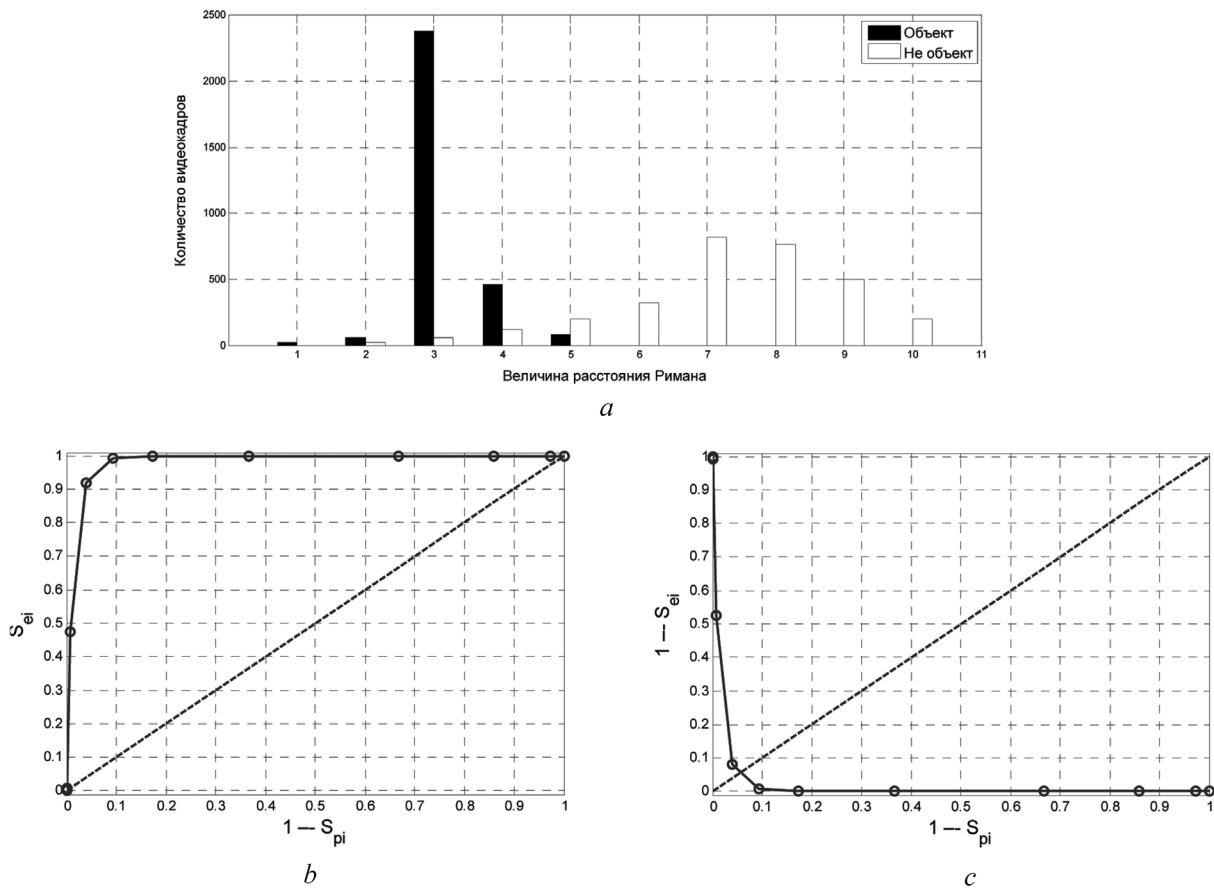 2500
2000
1500
1000
500
0
Количество видеокадров
Объект
Не объект
1 2 3 4 5 6 7 8 9 10 11
Величина расстояния Римана
a
1
0.9
0.8
0.7
0.6
0.5
0.4
0.3
0.2
0.1
0
S ei
0 0.1 0.2 0.3 0.4 0.5 0.6 0.7 0.8 0.9 1
1 — S pi
b
1
0.9
0.8
0.7
0.6
0.5
0.4
0.3
0.2
0.1
0
1 — S ei
0 0.1 0.2 0.3 0.4 0.5 0.6 0.7 0.8 0.9 1
1 — S pi
c